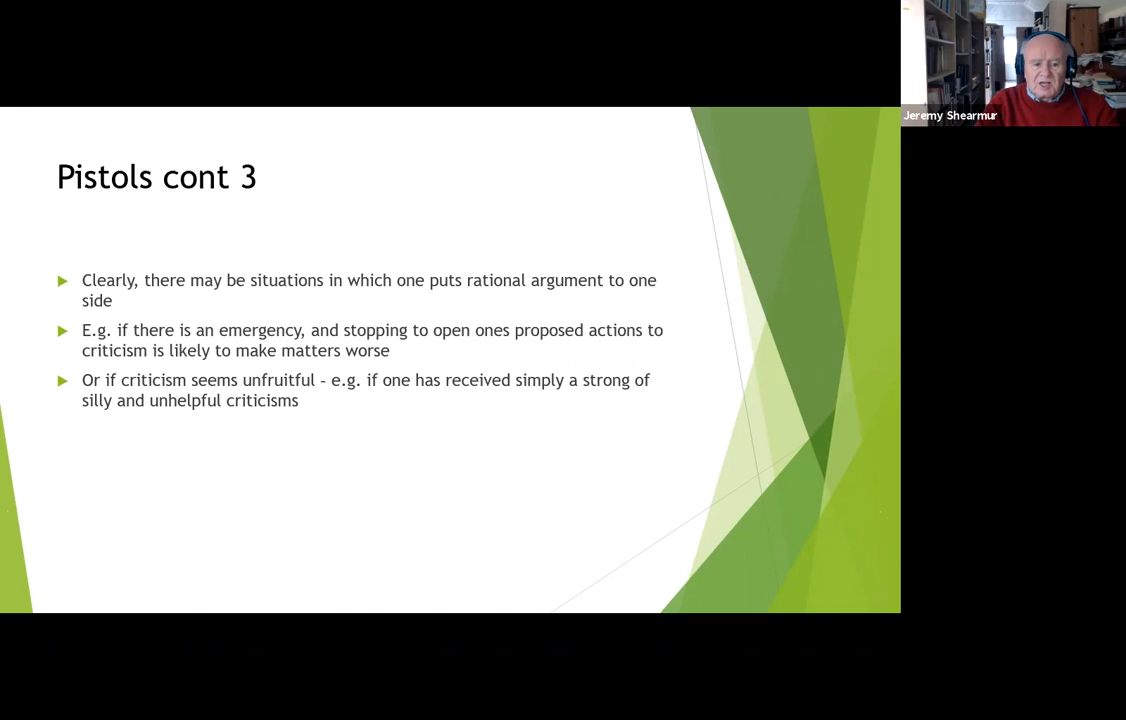 Pistols cont 3
Clearly, there may be situations in which one puts rational argument to one
side
E.g. if there is an emergency, and stopping to open ones proposed actions to
criticism is likely to make matters worse
Or if criticism seems unfruitful – e.g. if one has received simply a strong of
silly and unhelpful criticisms
Jeremy Shearmur